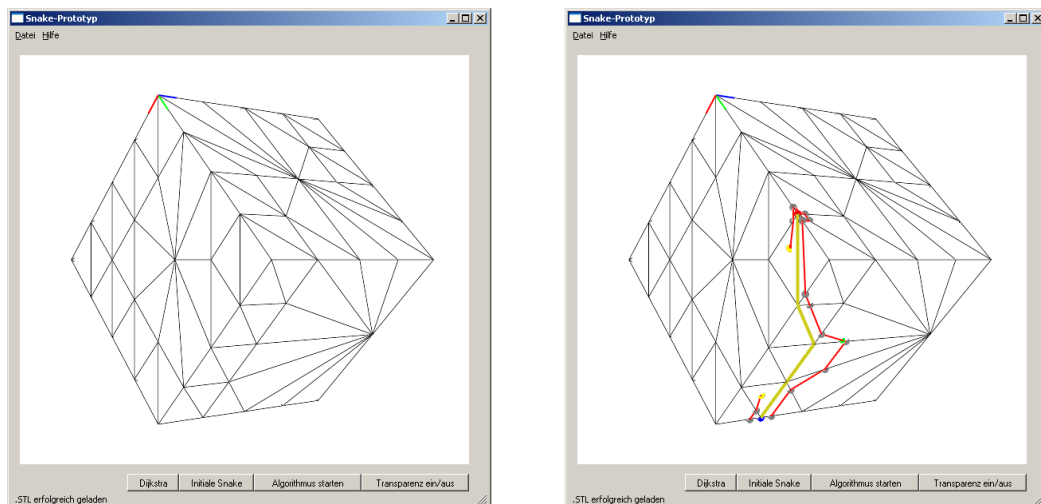 Snake-Prototyp
Datei Hilfe
Dijkstra Initiale Snake Algorithmus starten Transparenz ein/aus
.STL erfolgreich geladen
Snake-Prototyp
Datei Hilfe
Dijkstra Initiale Snake Algorithmus starten Transparenz ein/aus
.STL erfolgreich geladen